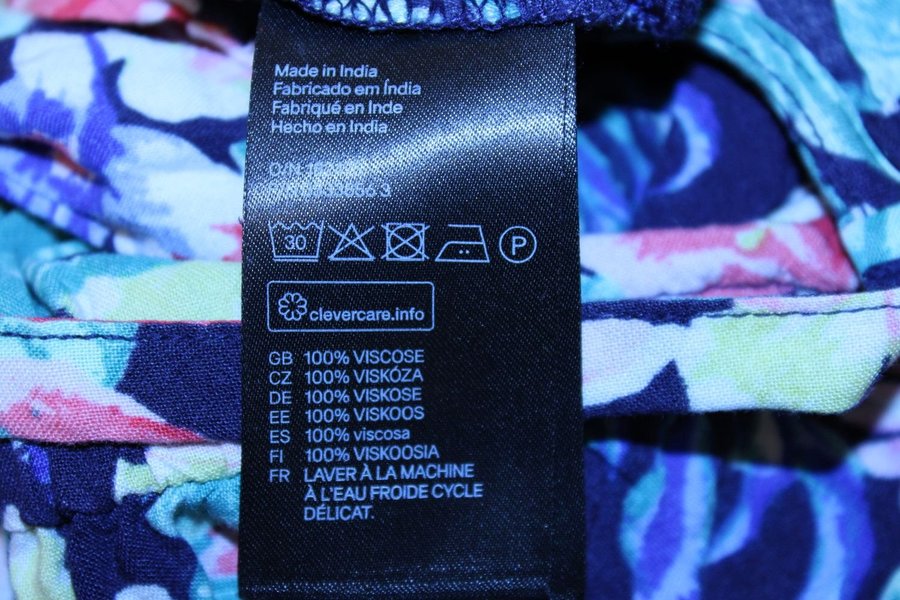 Made in India
Fabricado em Índia
Fabriqué en Inde
Hecho en India
O/N
30 P
clevercare.info
GB 100% VISCOSE
CZ 100% VISKÓZA
DE 100% VISKOSE
EE 100% VISKOOS
ES 100% viscosa
FI 100% VISKOOSIA
FR LAVER À LA MACHINE
À L'EAU FROIDE CYCLE
DÉLICAT.